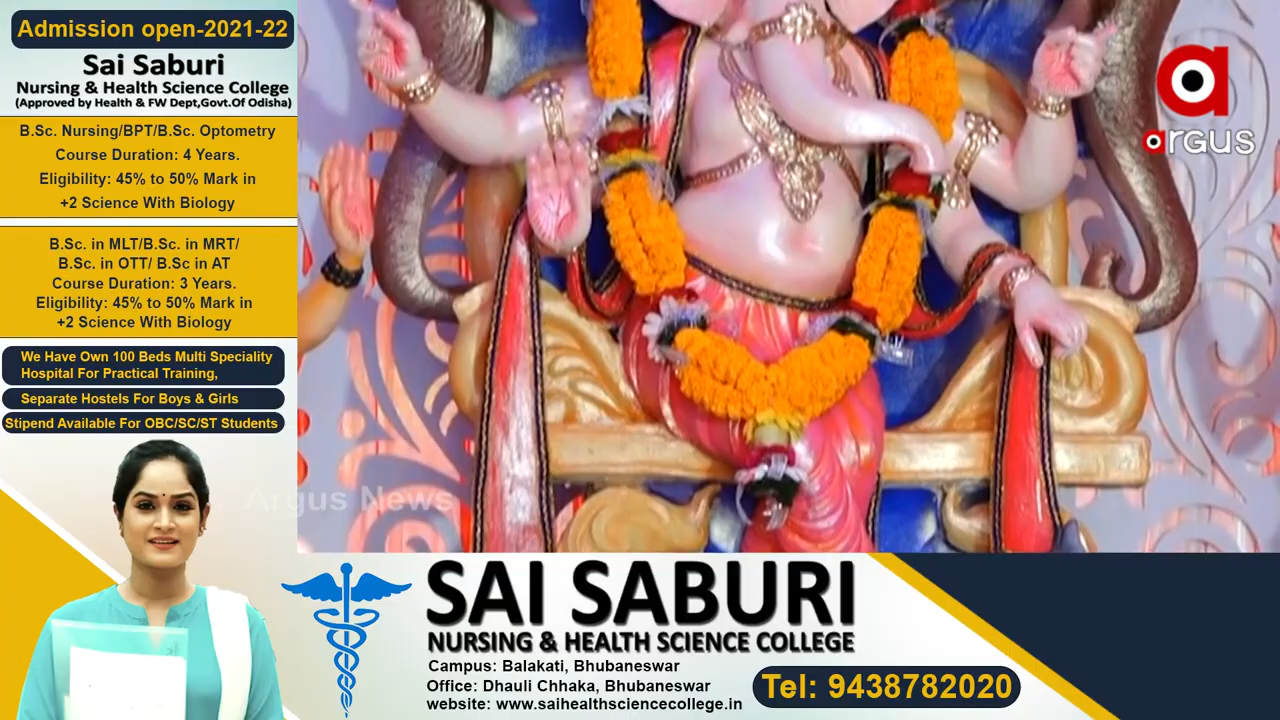 Admission open-2021-22
Sai Saburi
Nursing & Health Science College
(Approved by Health & FW Dept,Govt.Of Odisha)
B.Sc. Nursing/BPT/B.Sc. Optometry
Course Duration: 4 Years.
Eligibility: 45% to 50% Mark in
+2 Science With Biology
B.Sc. in MLT/B.Sc. in MRT/
B.Sc. in OTT/ B.Sc in AT
Course Duration: 3 Years.
Eligibility: 45% to 50% Mark in
+2 Science With Biology
We Have Own 100 Beds Multi Speciality
Hospital For Practical Training,
Separate Hostels For Boys & Girls
Stipend Available For OBC/SC/ST Students
argus
Argus News
SAI SABURI
NURSING & HEALTH SCIENCE COLLEGE
Campus: Balakati, Bhubaneswar
Office: Dhauli Chhaka, Bhubaneswar
website: www.saihealthsciencecollege.in
Tel: 9438782020